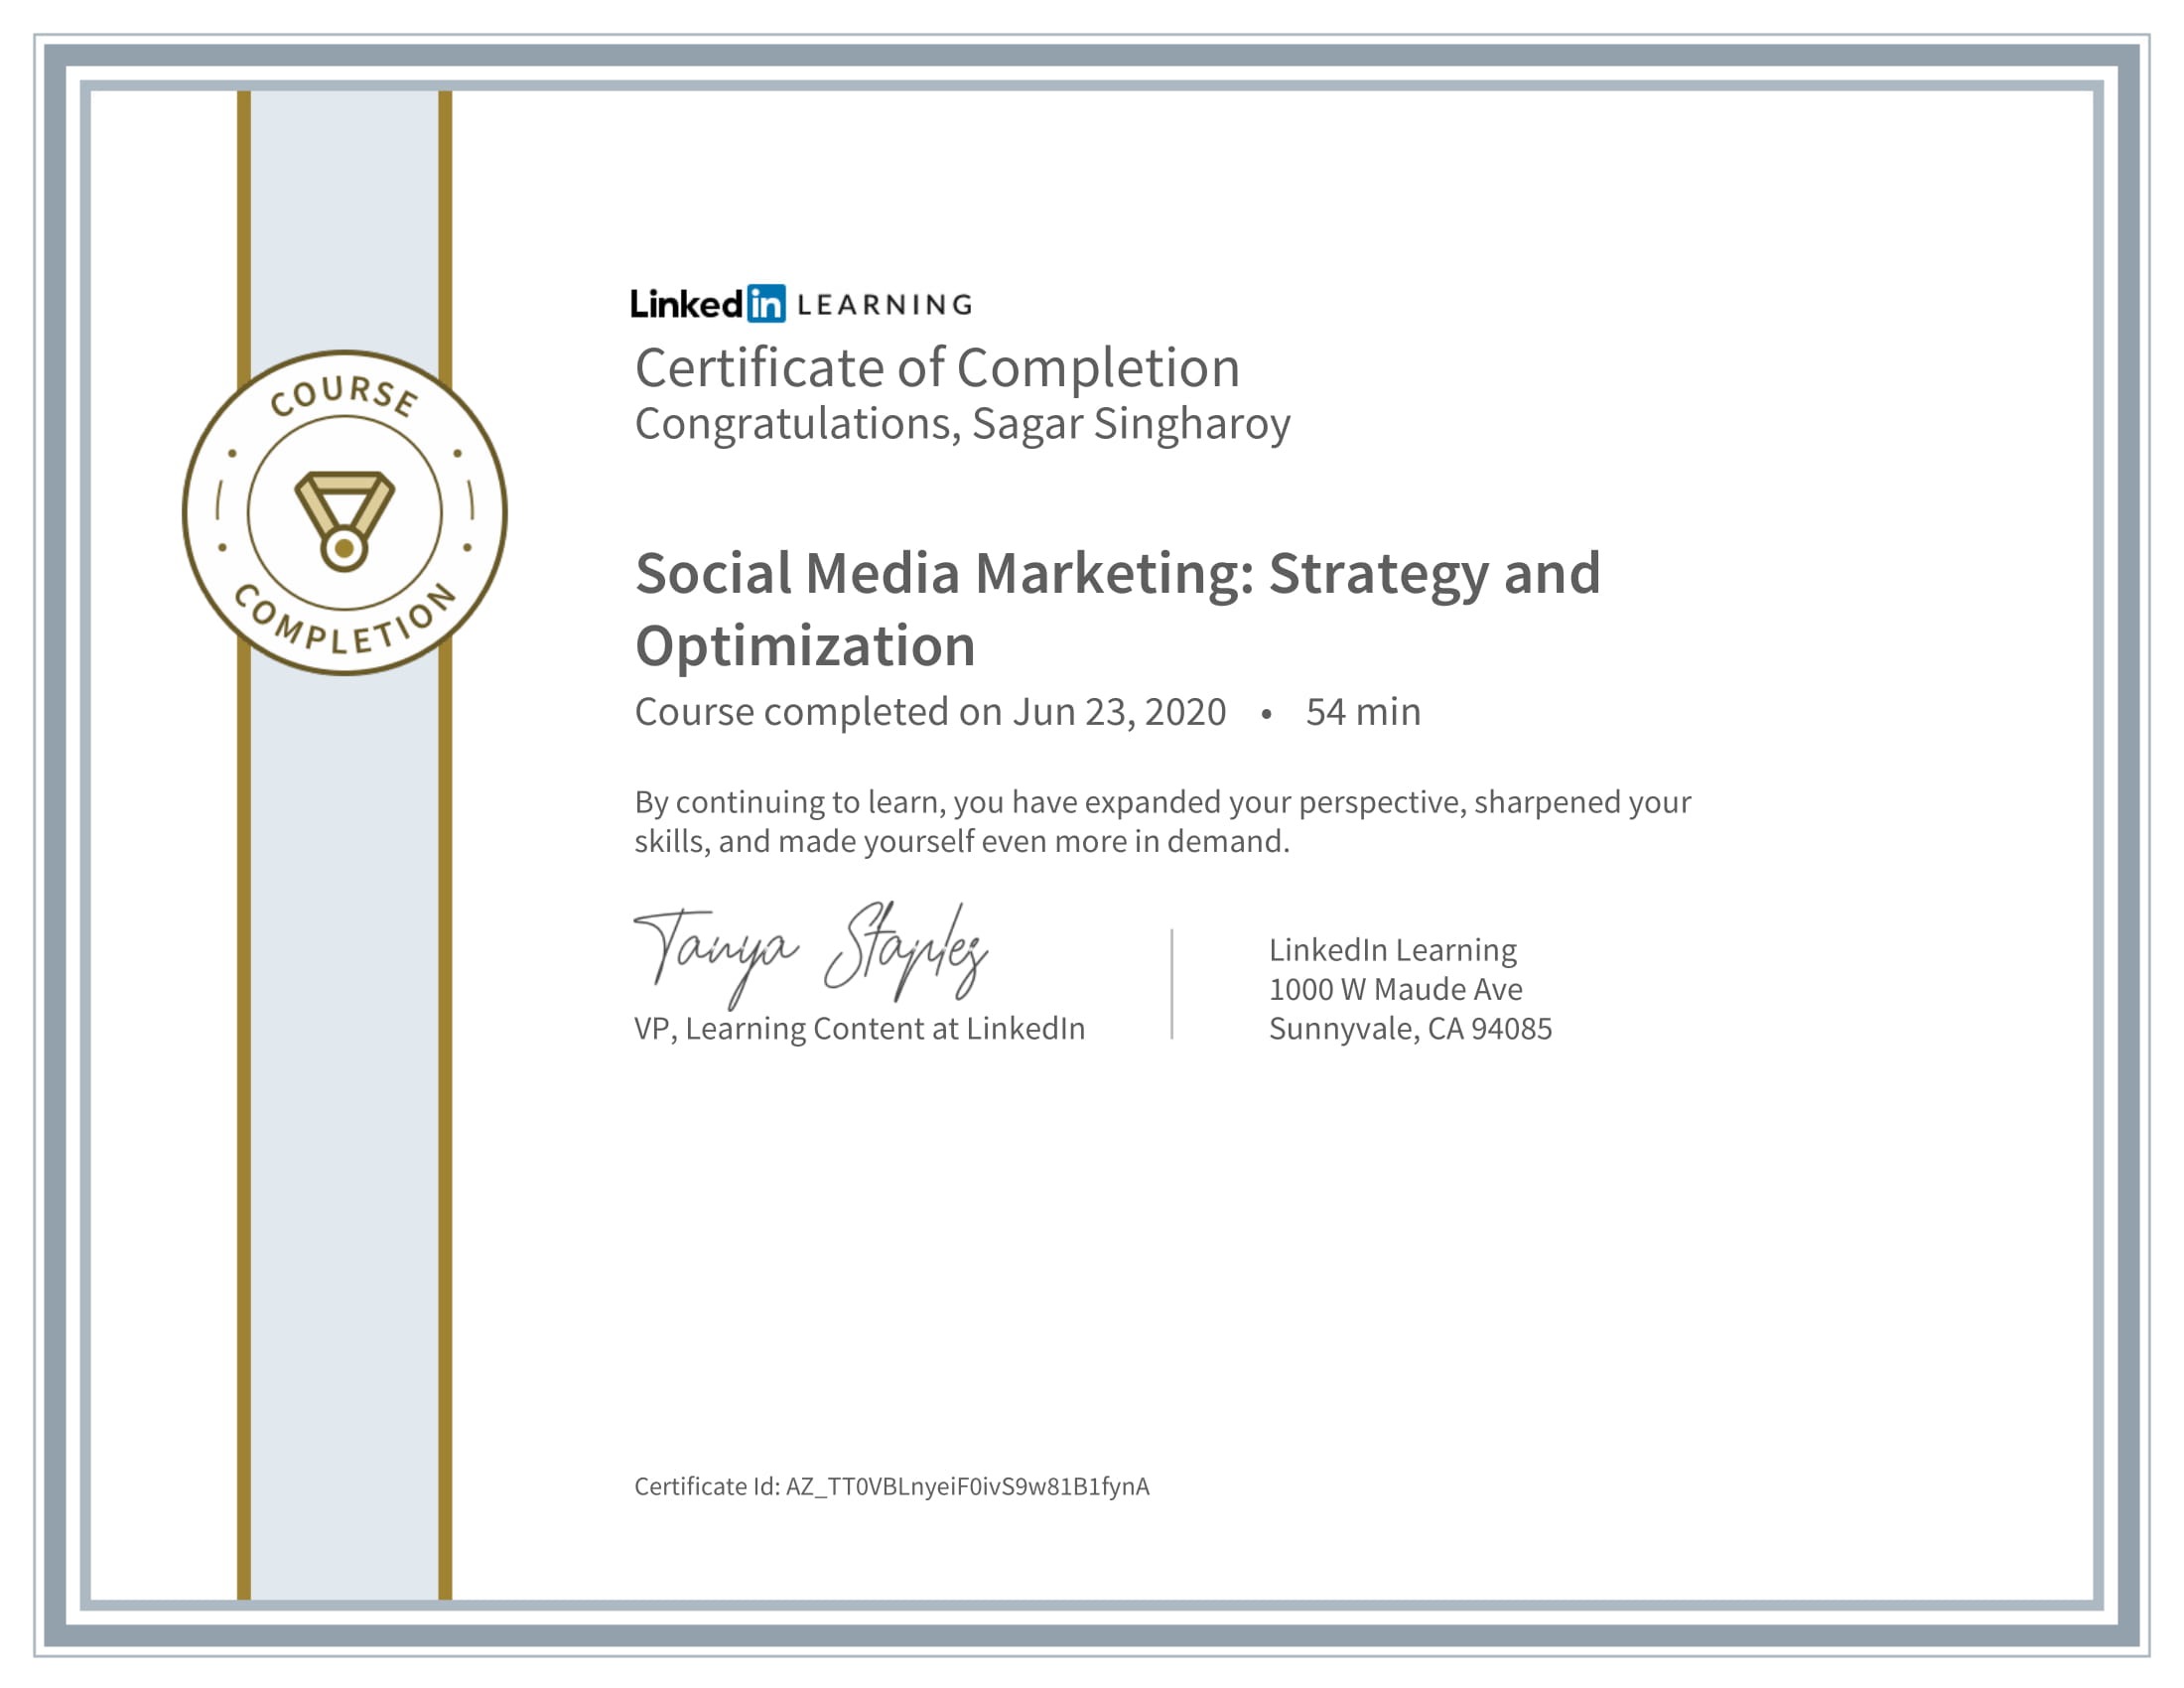 COURSE
COMPLETION
Linkedin LEARNING
Certificate of Completion
Congratulations, Sagar Singharoy
Social Media Marketing: Strategy and
Optimization
Course completed on Jun 23, 2020 • 54 min
By continuing to learn, you have expanded your perspective, sharpened your
skills, and made yourself even more in demand.
Tanya Staples
VP, Learning Content at LinkedIn
LinkedIn Learning
1000 W Maude Ave
Sunnyvale, CA 94085
Certificate Id: AZ_TT0VBLnyeiF0ivS9w81B1fynA